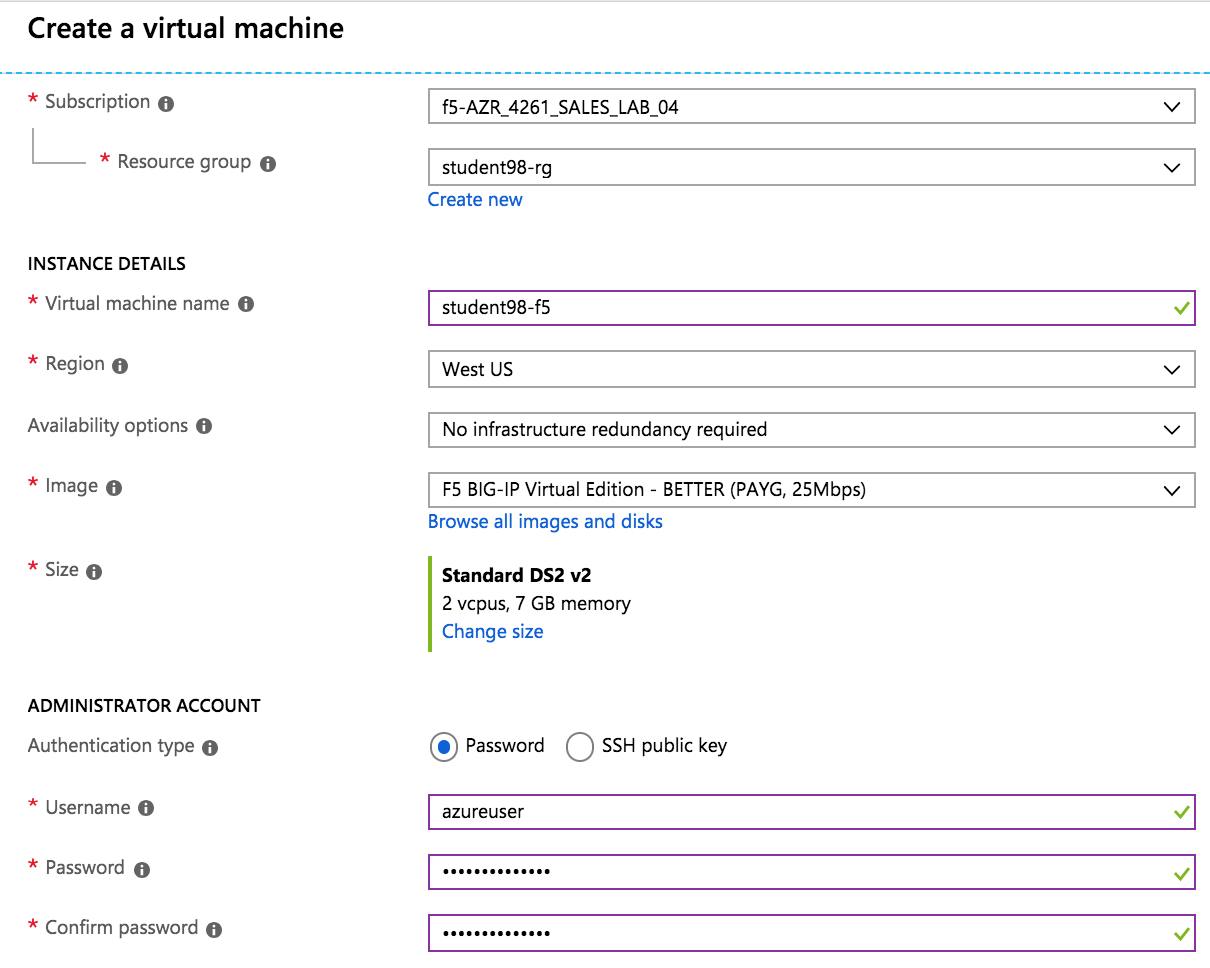 Create a virtual machine
* Subscription
f5-AZR_4261_SALES_LAB_04
* Resource group
student98-rg
Create new
INSTANCE DETAILS
* Virtual machine name
student98-f5
* Region
West US
Availability options
No infrastructure redundancy required
* Image
F5 BIG-IP Virtual Edition - BETTER (PAYG, 25Mbps)
Browse all images and disks
* Size
Standard DS2 v2
2 vcpus, 7 GB memory
Change size
ADMINISTRATOR ACCOUNT
Authentication type
Password SSH public key
* Username
azureuser
* Password
••••••••••••••
* Confirm password
••••••••••••••